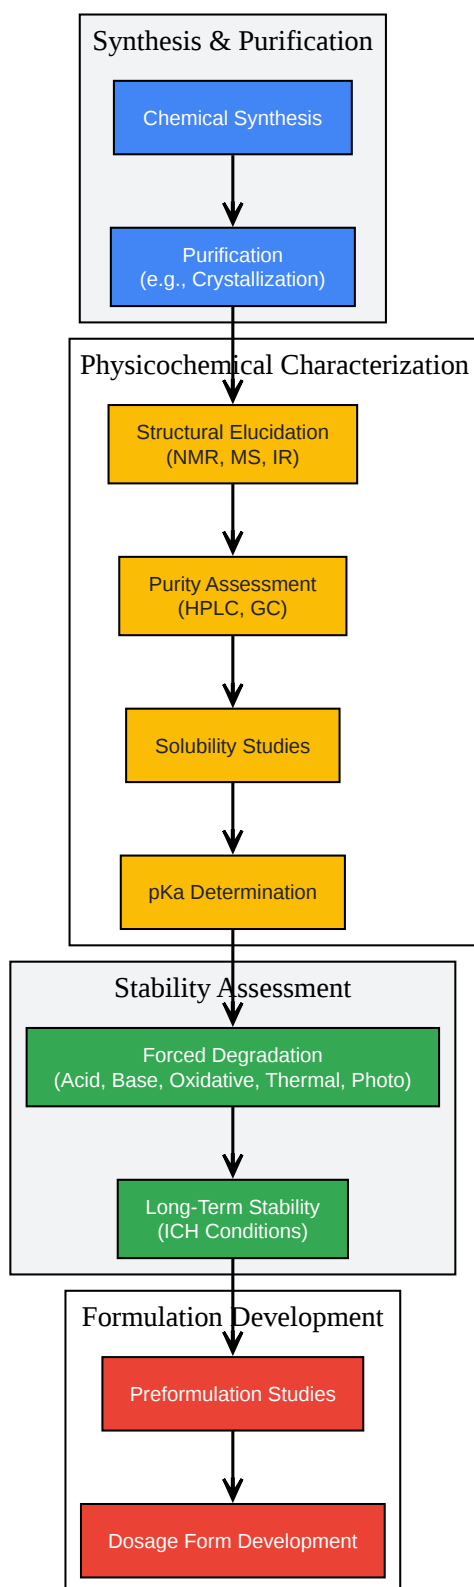 Synthesis & Purification
Chemical Synthesis
Purification
(e.g., Crystallization)
Physicochemical Characterization
Structural Elucidation
(NMR, MS, IR)
Purity Assessment
(HPLC, GC)
Solubility Studies
pKa Determination
Stability Assessment
Forced Degradation
(Acid, Base, Oxidative, Thermal, Photo)
Long-Term Stability
(ICH Conditions)
Formulation Development
Preformulation Studies
Dosage Form Development